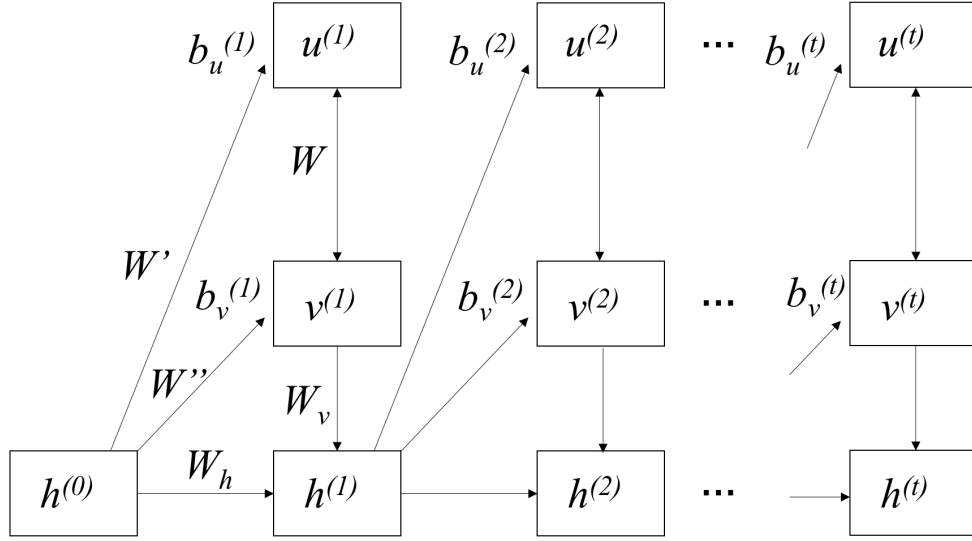 b_u^(1) u^(1) b_u^(2) u^(2) ... b_u^(t) u^(t)
W
W'
b_v^(1) v^(1) b_v^(2) v^(2) ... b_v^(t) v^(t)
W''
W_v
h^(0) W_h h^(1) h^(2) ... h^(t)